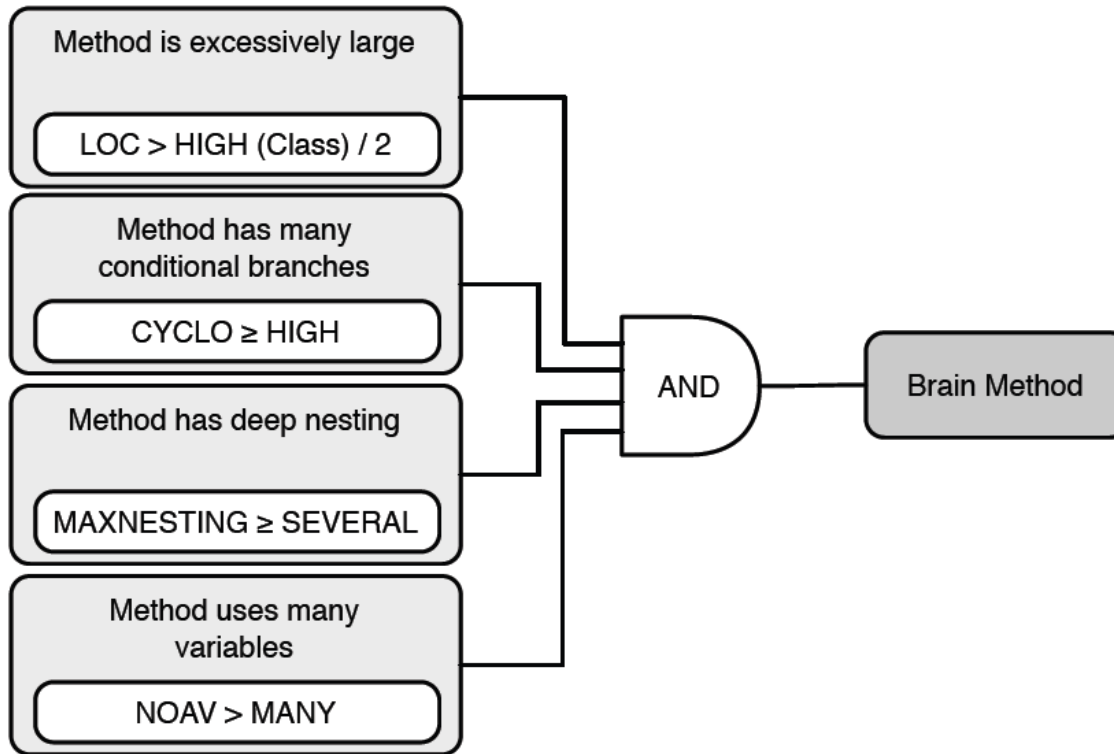 Method is excessively large
LOC > HIGH (Class) / 2
Method has many
conditional branches
CYCLO ≥ HIGH
Method has deep nesting
MAXNESTING ≥ SEVERAL
Method uses many
variables
NOAV > MANY
AND
Brain Method